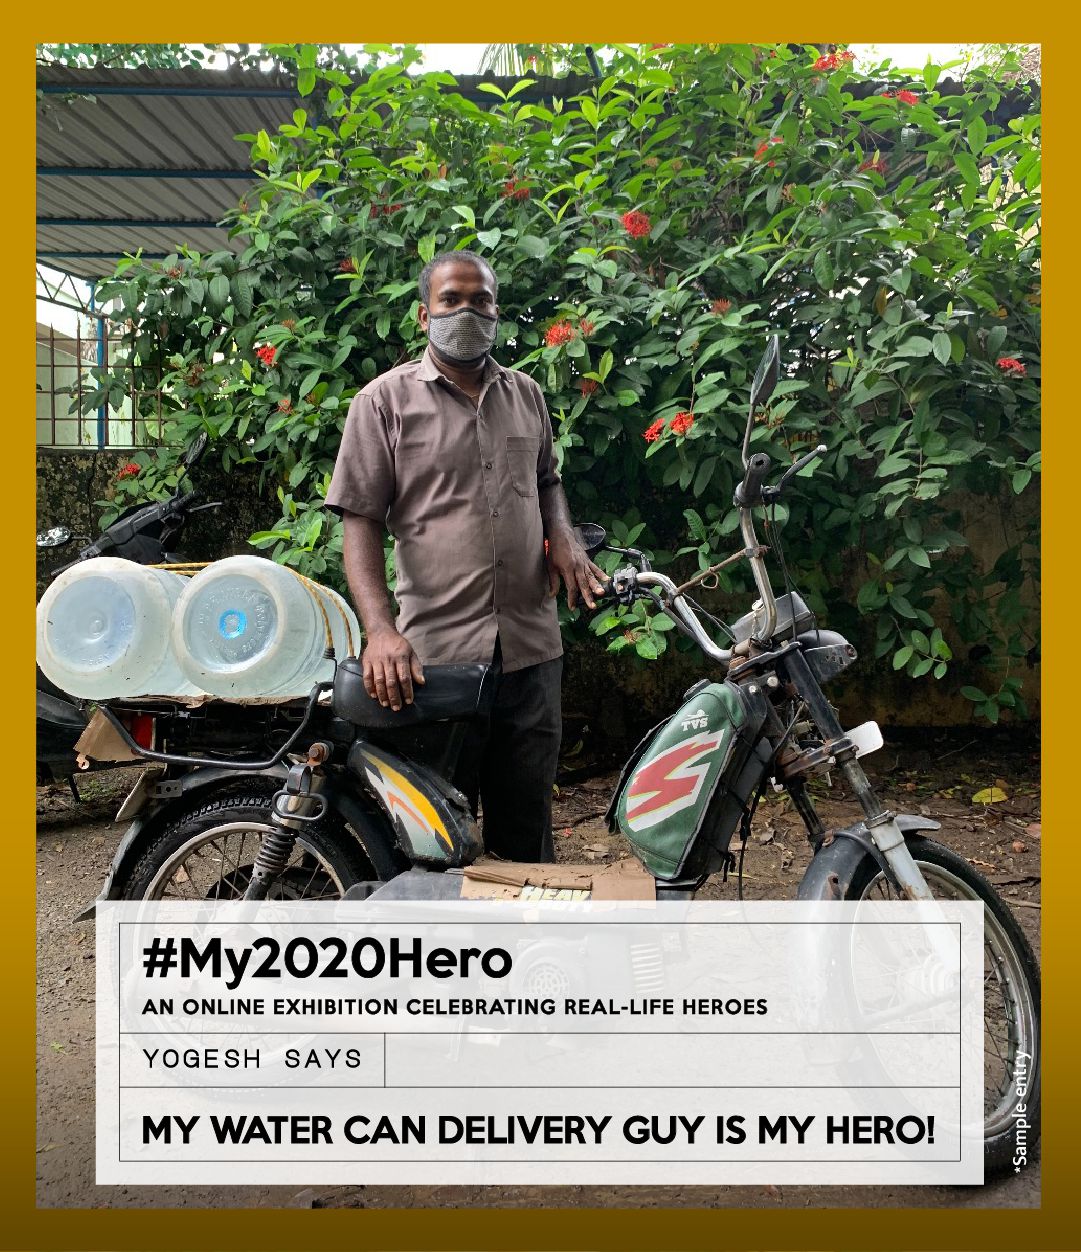 TVS
HEAVY
#My2020Hero
AN ONLINE EXHIBITION CELEBRATING REAL-LIFE HEROES
YOGESH SAYS
MY WATER CAN DELIVERY GUY IS MY HERO!
*Sample entry